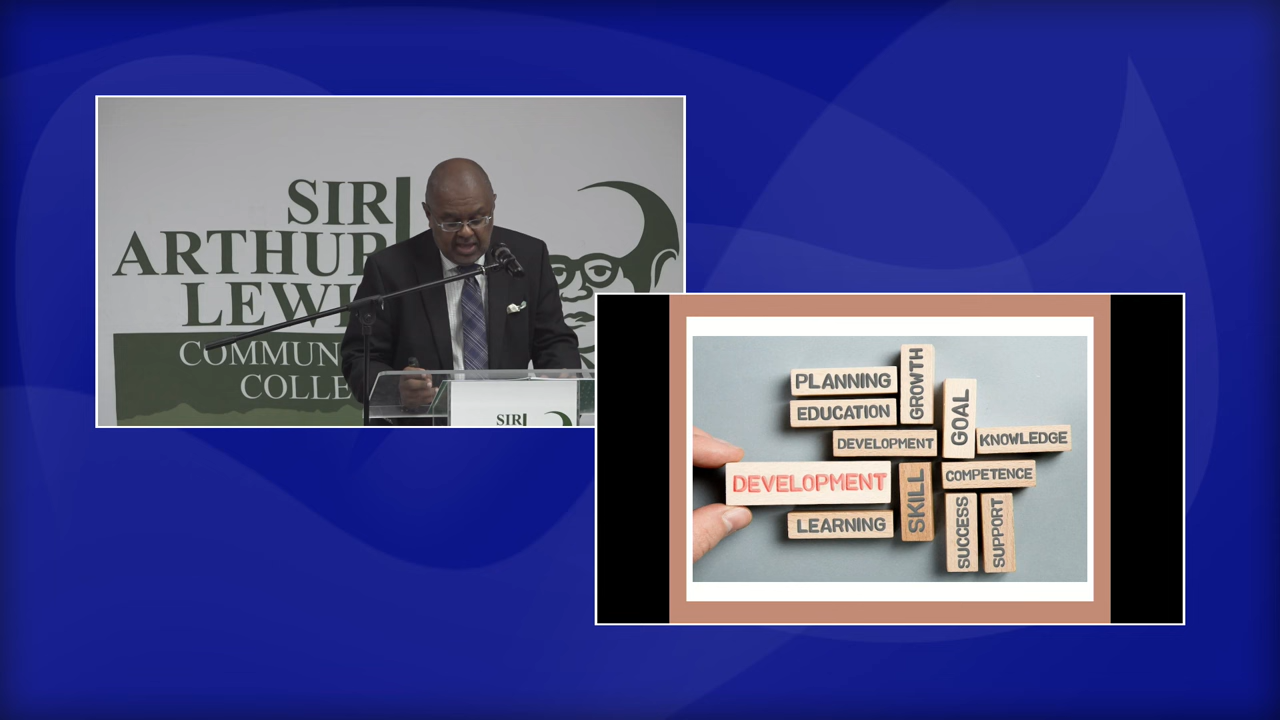 SIR
ARTHUR
LEWI
COMMUN
COLLE
SIR
PLANNING
GROWTH
EDUCATION
GOAL
DEVELOPMENT
KNOWLEDGE
DEVELOPMENT
SKILL
COMPETENCE
LEARNING
SUCCESS
SUPPORT